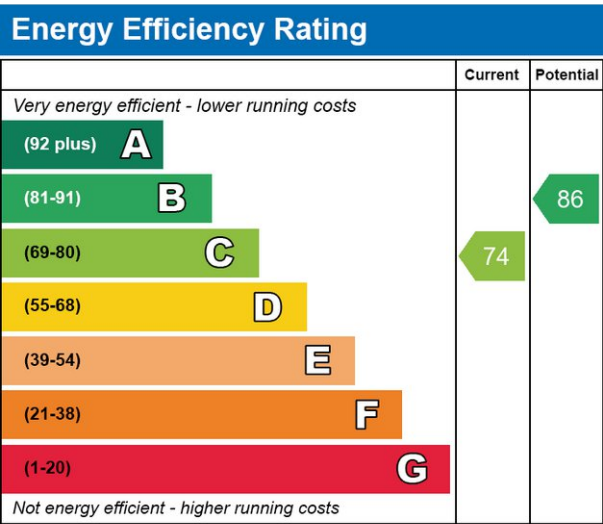 Energy Efficiency Rating
Current Potential
Very energy efficient - lower running costs
(92 plus) A
(81-91) B 86
(69-80) C 74
(55-68) D
(39-54) E
(21-38) F
(1-20) G
Not energy efficient - higher running costs